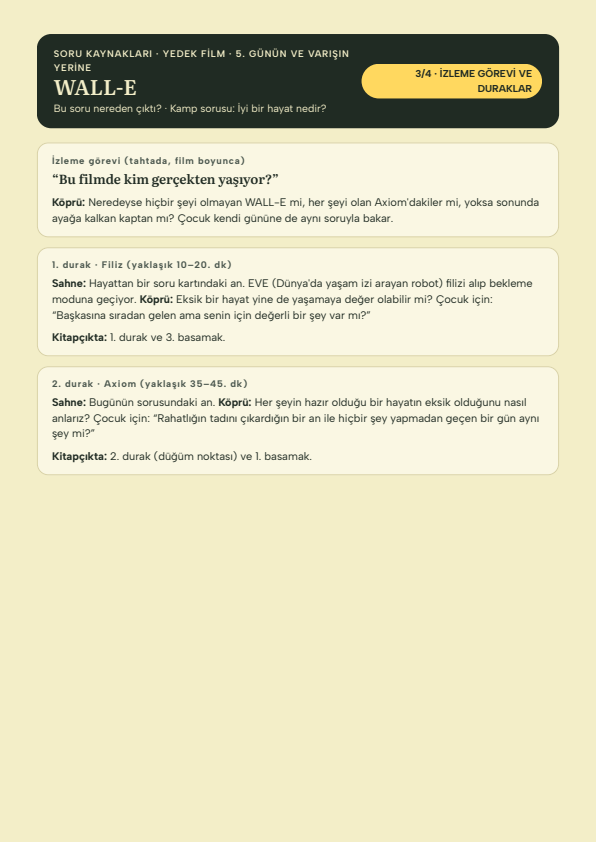 SORU KAYNAKLARI · YEDEK FİLM · 5. GÜNÜN VE VARIŞIN
YERİNE
WALL-E
Bu soru nereden çıktı? · Kamp sorusu: İyi bir hayat nedir?
3/4 · İZLEME GÖREVİ VE
DURAKLAR
İzleme görevi (tahtada, film boyunca)
“Bu filmde kim gerçekten yaşıyor?”
Köprü: Neredeyse hiçbir şeyi olmayan WALL-E mi, her şeyi olan Axiom'dakiler mi, yoksa sonunda
ayağa kalkan kaptan mı? Çocuk kendi gününe de aynı soruyla bakar.
1. durak · Filiz (yaklaşık 10–20. dk)
Sahne: Hayattan bir soru kartındaki an. EVE (Dünya'da yaşam izi arayan robot) filizi alıp bekleme
moduna geçiyor. Köprü: Eksik bir hayat yine de yaşamaya değer olabilir mi? Çocuk için:
“Başkasına sıradan gelen ama senin için değerli bir şey var mı?”
Kitapçıkta: 1. durak ve 3. basamak.
2. durak · Axiom (yaklaşık 35–45. dk)
Sahne: Bugünün sorusundaki an. Köprü: Her şeyin hazır olduğu bir hayatın eksik olduğunu nasıl
anlarız? Çocuk için: “Rahatlığın tadını çıkardığın bir an ile hiçbir şey yapmadan geçen bir gün aynı
şey mi?”
Kitapçıkta: 2. durak (düğüm noktası) ve 1. basamak.